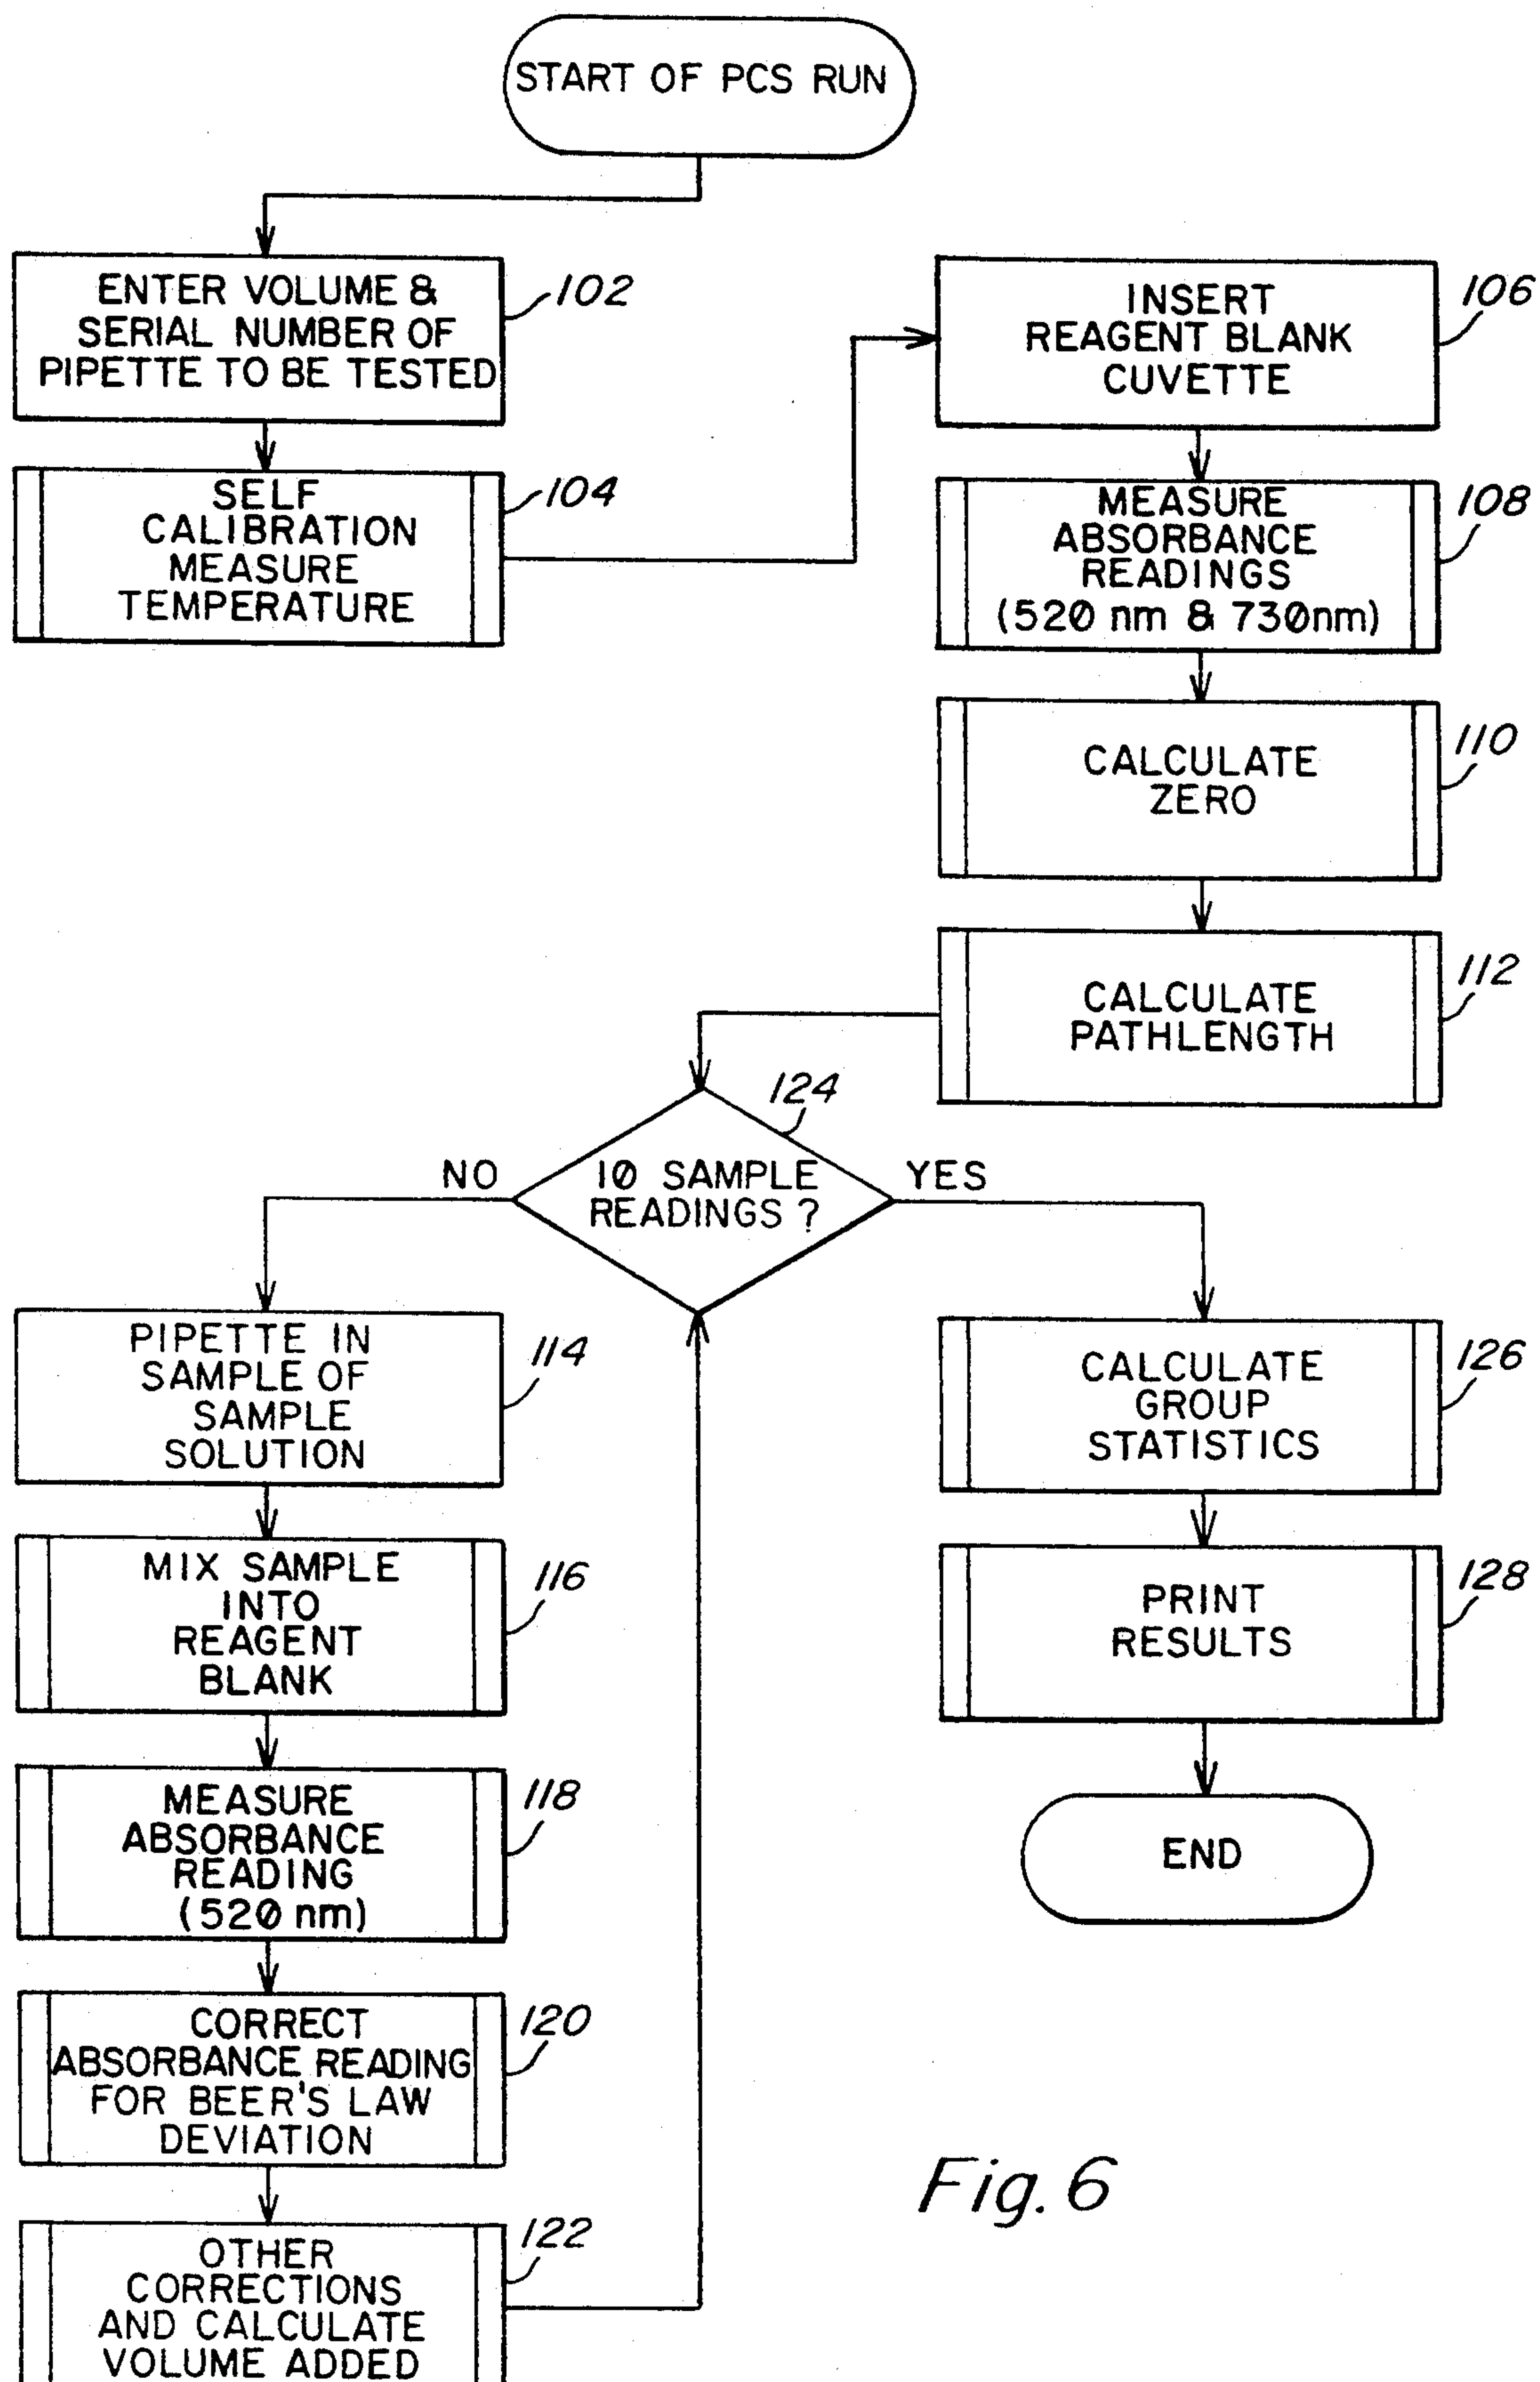 START OF PCS RUN
ENTER VOLUME &
SERIAL NUMBER OF
PIPETTE TO BE TESTED
102
SELF
CALIBRATION
MEASURE
TEMPERATURE
104
INSERT
REAGENT BLANK
CUVETTE
106
MEASURE
ABSORBANCE
READINGS
(520 nm & 730nm)
108
CALCULATE
ZERO
110
CALCULATE
PATHLENGTH
112
124
10 SAMPLE
READINGS ?
NO
YES
PIPETTE IN
SAMPLE OF
SAMPLE
SOLUTION
114
MIX SAMPLE
INTO
REAGENT
BLANK
116
MEASURE
ABSORBANCE
READING
(520 nm)
118
CORRECT
ABSORBANCE READING
FOR BEER'S LAW
DEVIATION
120
OTHER
CORRECTIONS
AND CALCULATE
VOLUME ADDED
122
CALCULATE
GROUP
STATISTICS
126
PRINT
RESULTS
128
END
Fig. 6